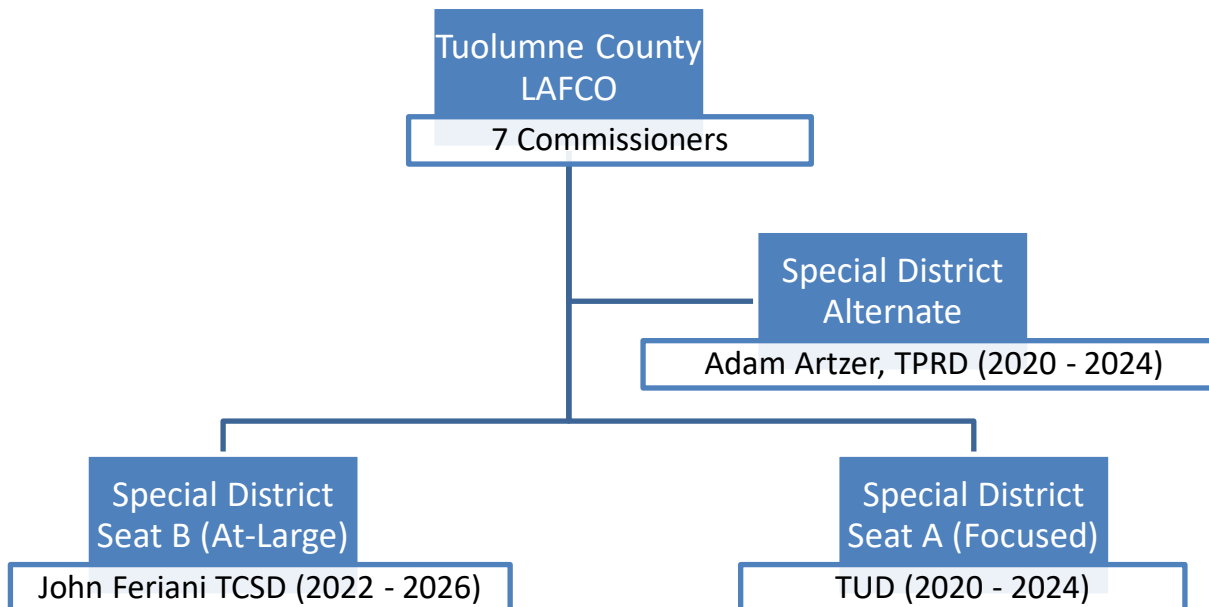 Tuolumne County
LAFCO
7 Commissioners
Special District
Alternate
Adam Artzer, TPRD (2020 - 2024)
Special District
Seat B (At-Large)
John Feriani TCSD (2022 - 2026)
Special District
Seat A (Focused)
TUD (2020 - 2024)